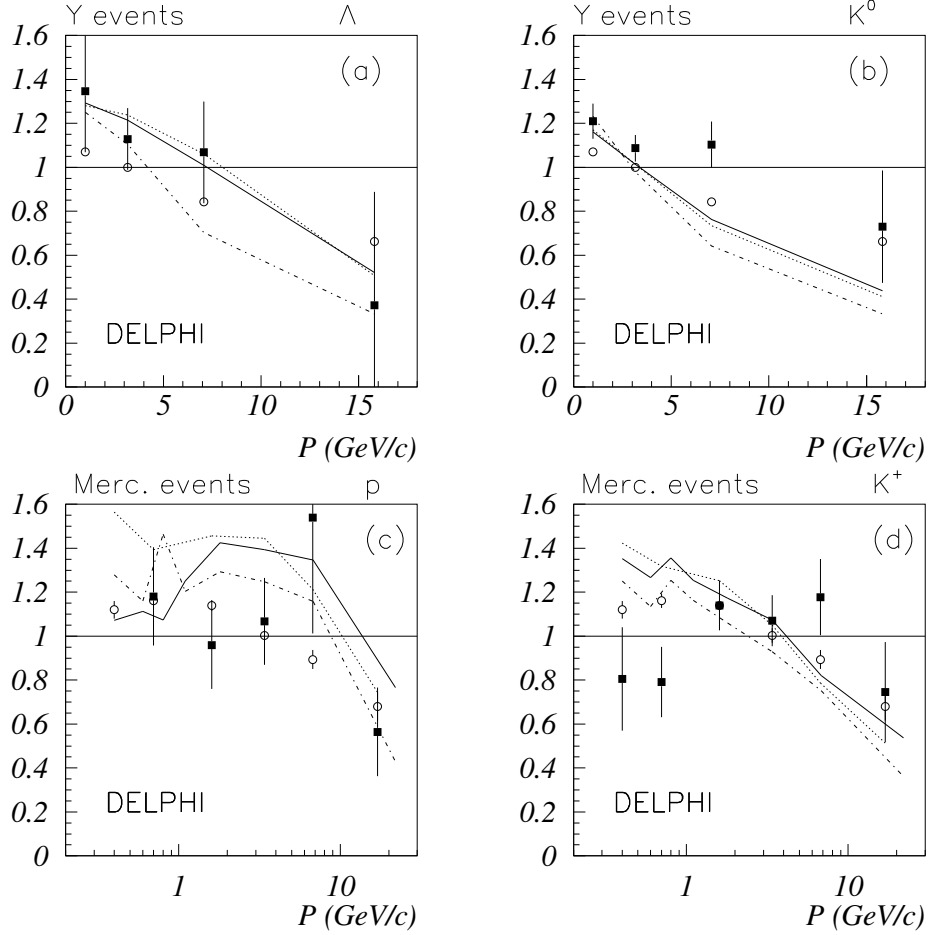 Y events Λ
1.6
1.4
1.2
1
0.8
0.6
0.4
0.2
0
(a)
DELPHI
0 5 10 15
P (GeV/c)
Y events K⁰
1.6
1.4
1.2
1
0.8
0.6
0.4
0.2
0
(b)
DELPHI
0 5 10 15
P (GeV/c)
Merc. events p
1.6
1.4
1.2
1
0.8
0.6
0.4
0.2
0
(c)
DELPHI
1 10
P (GeV/c)
Merc. events K⁺
1.6
1.4
1.2
1
0.8
0.6
0.4
0.2
0
(d)
DELPHI
1 10
P (GeV/c)